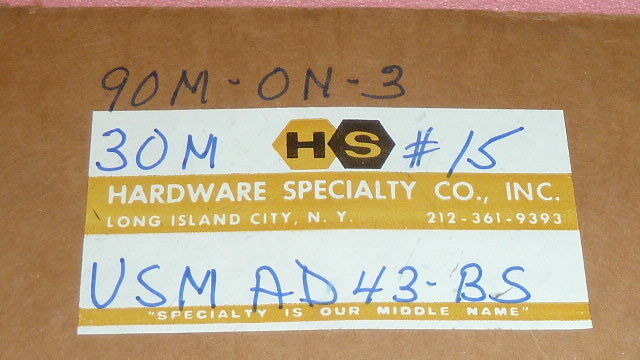 90M-ON-3
30M HS #15
HARDWARE SPECIALTY CO., INC.
LONG ISLAND CITY, N. Y. 212-361-9393
USM AD43-BS
"SPECIALTY IS OUR MIDDLE NAME"